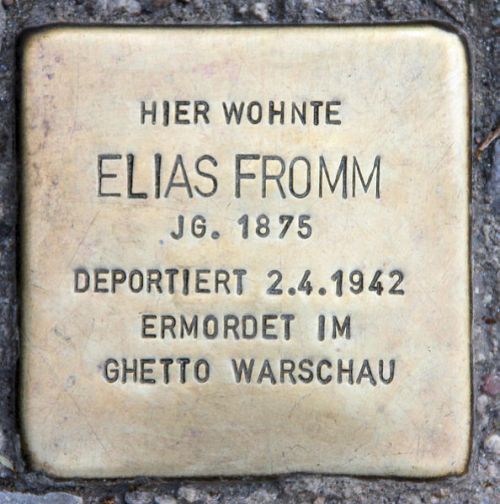 HIER WOHNTE
ELIAS FROMM
JG. 1875
DEPORTIERT 2.4.1942
ERMORDET IM
GHETTO WARSCHAU